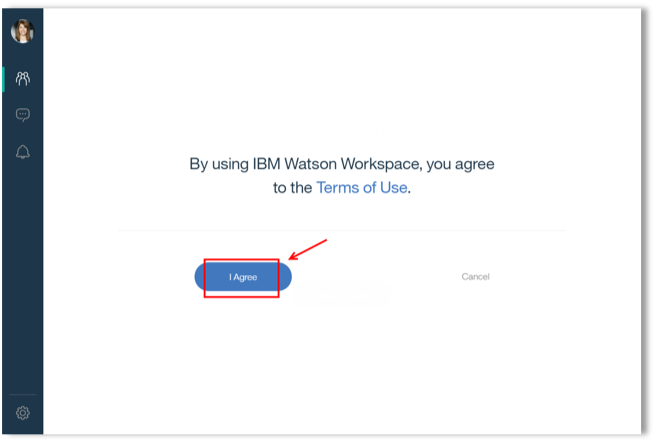 By using IBM Watson Workspace, you agree
to the Terms of Use.
I Agree
Cancel